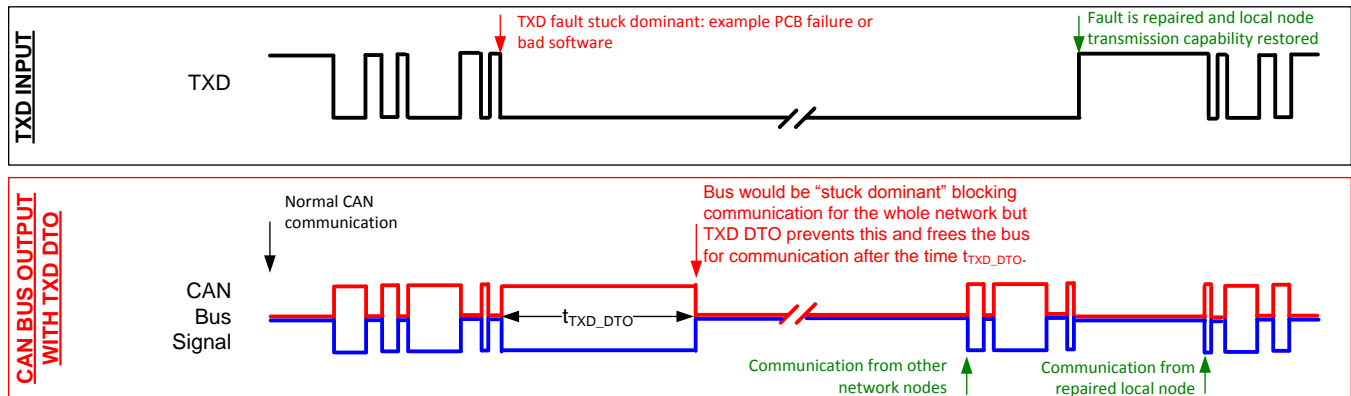 TXD INPUT
TXD
TXD fault stuck dominant: example PCB failure or
bad software
Fault is repaired and local node
transmission capability restored
CAN BUS OUTPUT
WITH TXD DTO
Normal CAN
communication
Bus would be “stuck dominant” blocking
communication for the whole network but
TXD DTO prevents this and frees the bus
for communication after the time tTXD_DTO.
CAN
Bus
Signal
tTXD_DTO
Communication from other
network nodes
Communication from
repaired local node